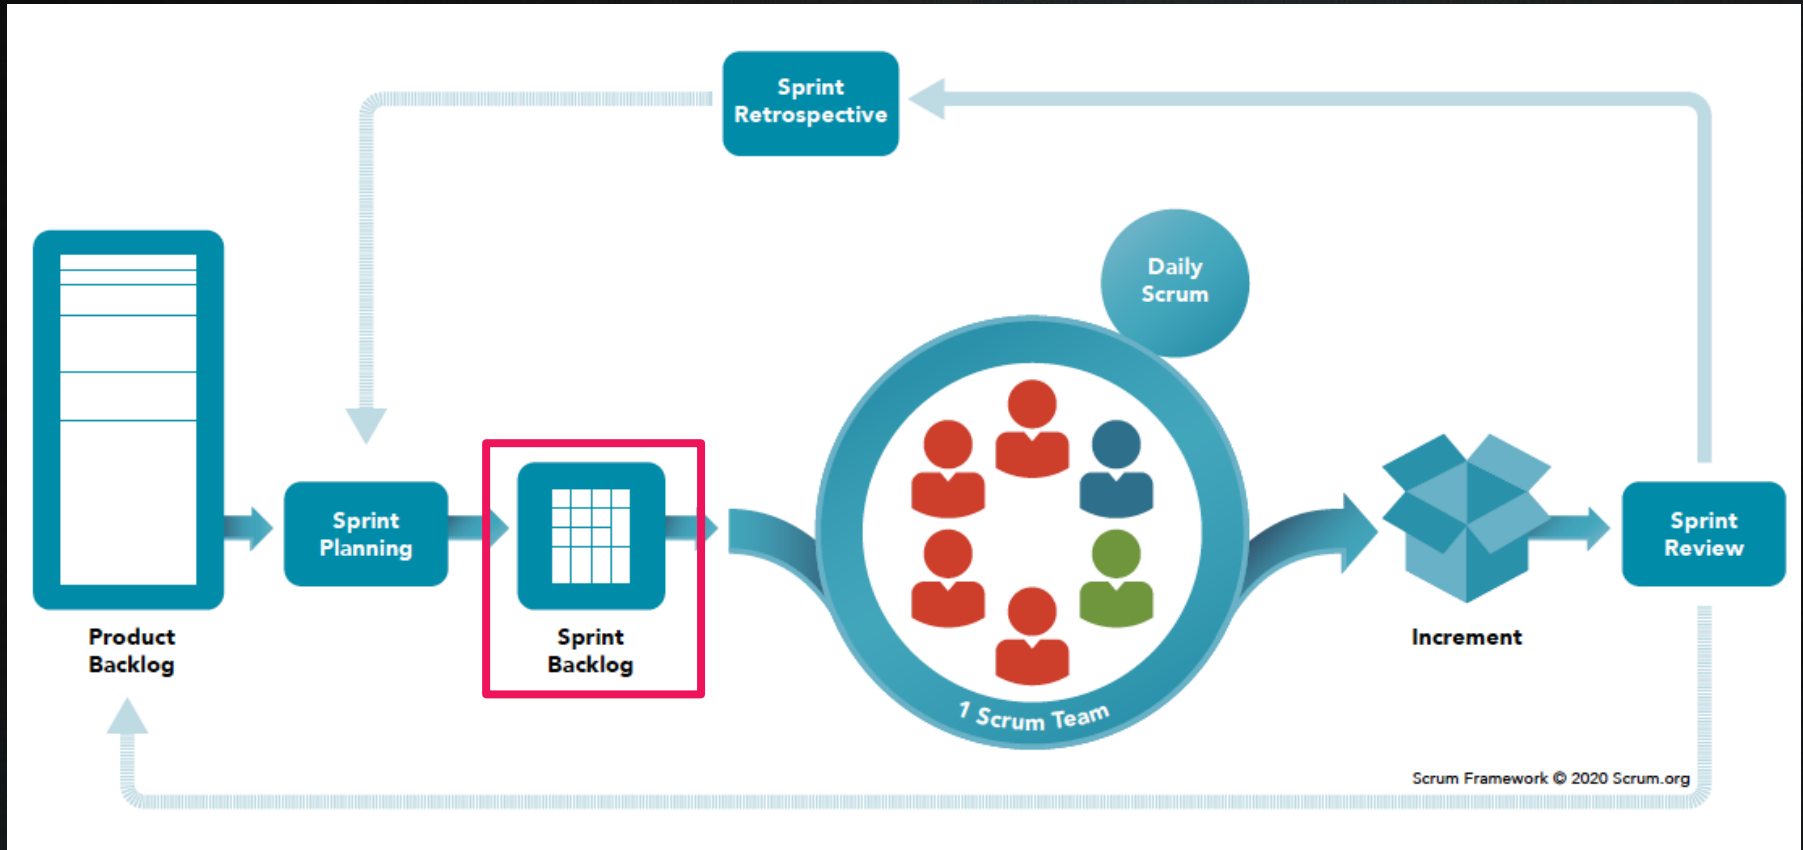 Sprint
Retrospective
Daily
Scrum
Sprint
Planning
Sprint
Review
Product
Backlog
Sprint
Backlog
Increment
1 Scrum Team
Scrum Framework © 2020 Scrum.org